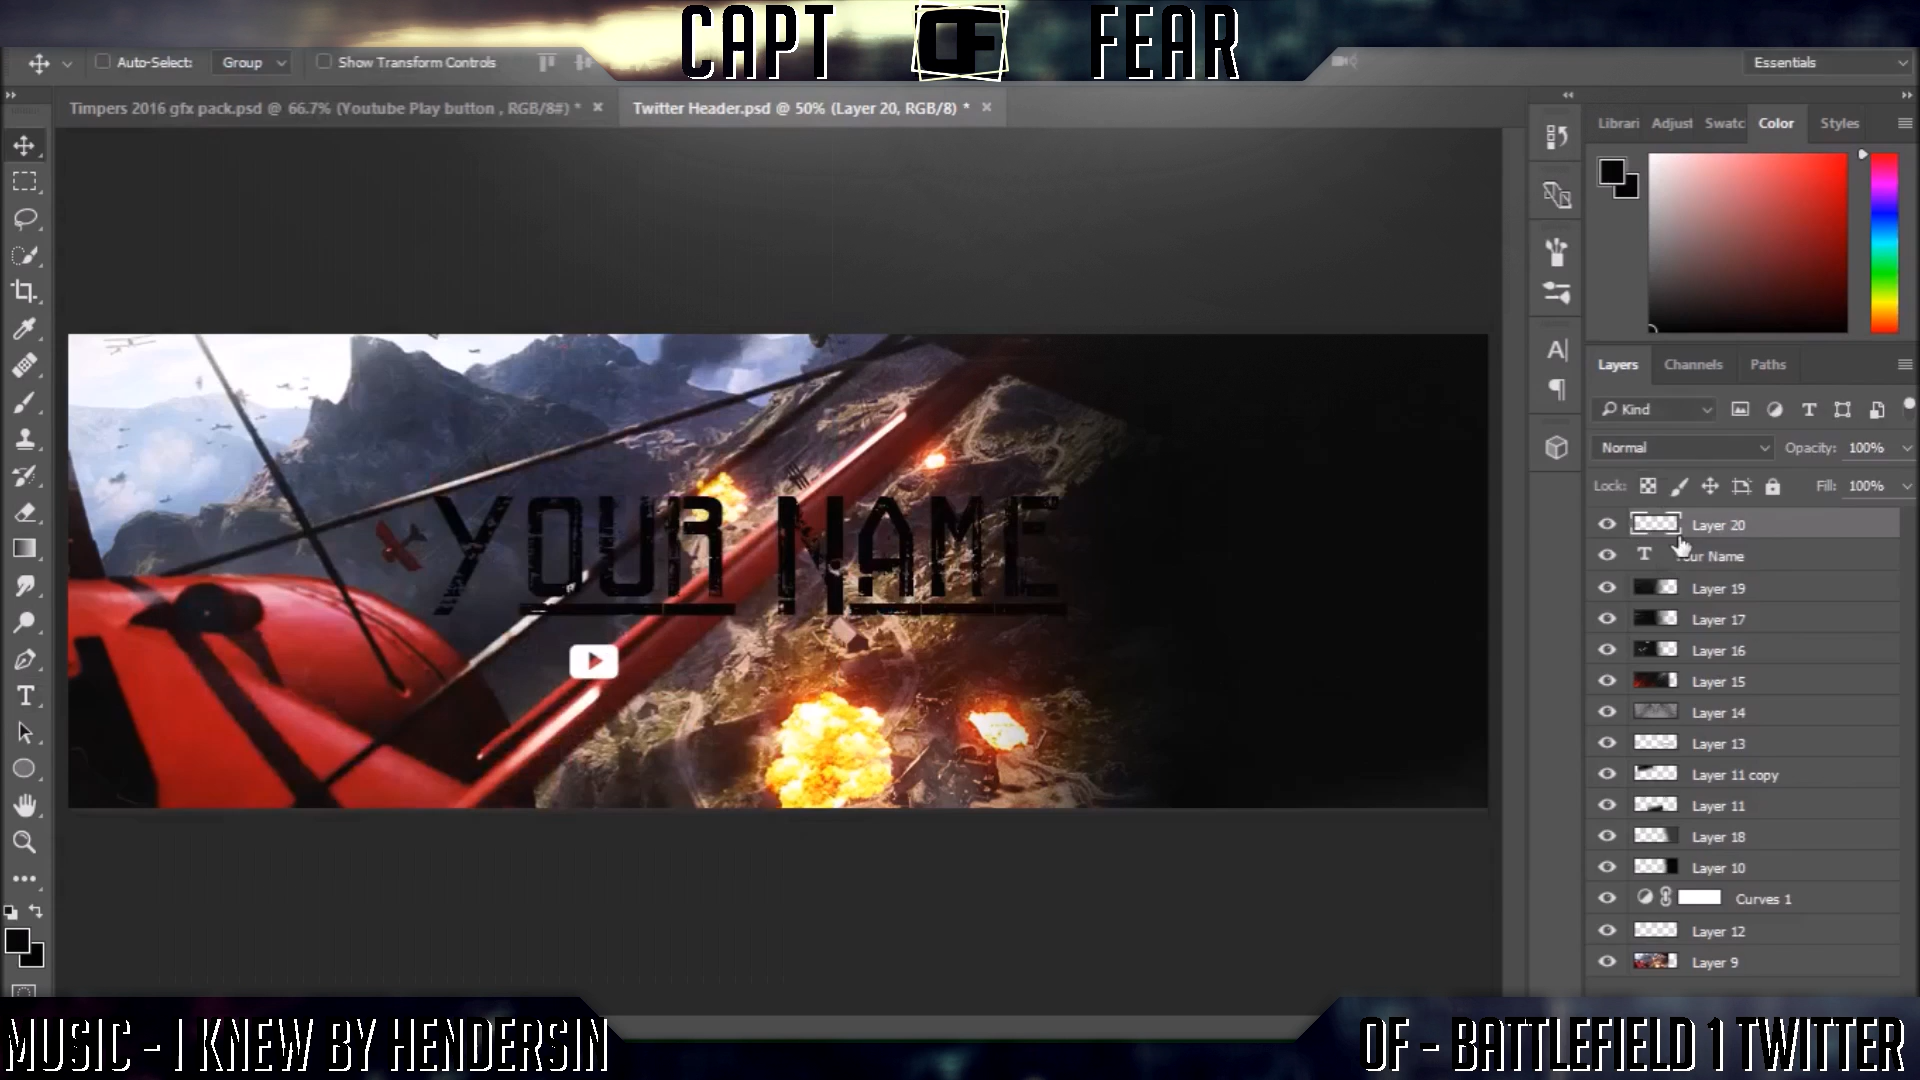 CAPT FEAR
Auto-Select: Group Show Transform Controls Essentials
Timpers 2016 gfx pack.psd @ 66.7% (Youtube Play button , RGB/8#) * Twitter Header.psd @ 50% (Layer 20, RGB/8) *
Librari Adjust Swatc Color Styles
Layers Channels Paths
Kind
Normal Opacity: 100%
Lock: Fill: 100%
Layer 20
ur Name
Layer 19
Layer 17
Layer 16
Layer 15
Layer 14
Layer 13
Layer 11 copy
Layer 11
Layer 18
Layer 10
Curves 1
Layer 12
Layer 9
YOUR NAME
MUSIC - I KNEW BY HENDERSIN
OF - BATTLEFIELD 1 TWITTER